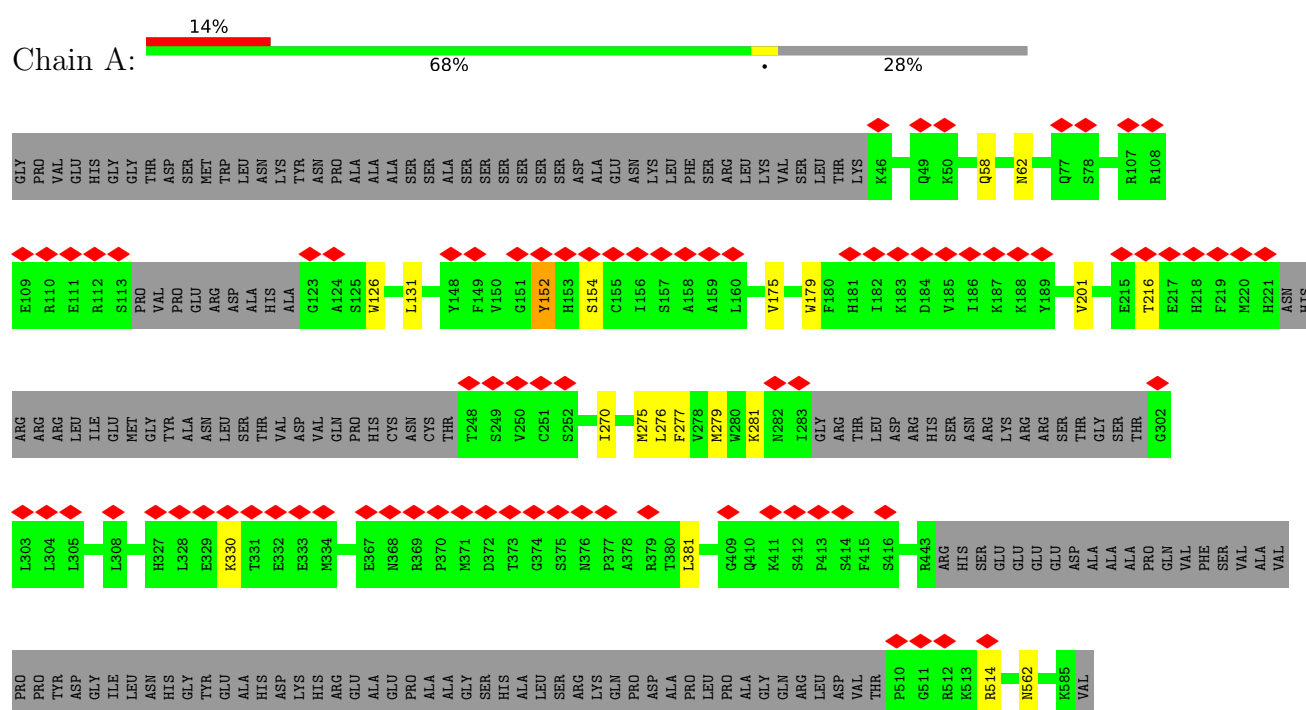 14%
Chain A:
68% • 28%
GLY PRO VAL GLU HIS GLY GLY THR ASP SER MET TRP LEU ASN LYS TYR ASN PRO ALA ALA ALA SER SER ALA SER SER SER SER SER SER ASP ALA GLU ASN LYS LEU PHE SER ARG LEU LYS VAL SER LEU THR LYS K46 Q49 K50 Q58 N62 Q77 S78 R107 R108
E109 R110 E111 R112 S113 PRO VAL PRO GLU ARG ASP ALA HIS ALA G123 A124 S125 W126 L131 Y148 F149 V150 G151 Y152 H153 S154 C155 I156 S157 A158 A159 L160 V175 W179 F180 H181 I182 K183 D184 V185 I186 K187 K188 Y189 V201 E215 T216 E217 H218 F219 M220 H221 ASN HIS
ARG ARG ARG LEU ILE GLU MET GLY TYR ALA ASN LEU SER THR VAL ASP VAL GLN PRO HIS CYS ASN CYS THR T248 S249 V250 C251 S252 I270 M275 L276 F277 V278 M279 W280 K281 N282 I283 GLY ARG THR LEU ASP ARG HIS SER ASN ARG LYS ARG ARG SER THR GLY SER THR G302
L303 L304 L305 L308 H327 L328 E329 K330 T331 E332 E333 M334 E367 N368 R369 P370 M371 D372 T373 G374 S375 N376 P377 A378 R379 T380 L381 G409 Q410 K411 S412 P413 S414 F415 S416 R443 ARG HIS SER GLU GLU GLU GLU ASP ALA ALA ALA PRO GLN VAL PHE SER VAL ALA VAL
PRO PRO TYR ASP GLY ILE LEU ASN HIS GLY TYR GLU ALA HIS ASP LYS HIS ARG GLU ALA GLU PRO ALA ALA GLY SER HIS ALA LEU SER ARG LYS GLN PRO ASP ALA PRO LEU PRO ALA GLY GLN ARG LEU ASP VAL THR P510 G511 R512 K513 R514 N562 K585 VAL